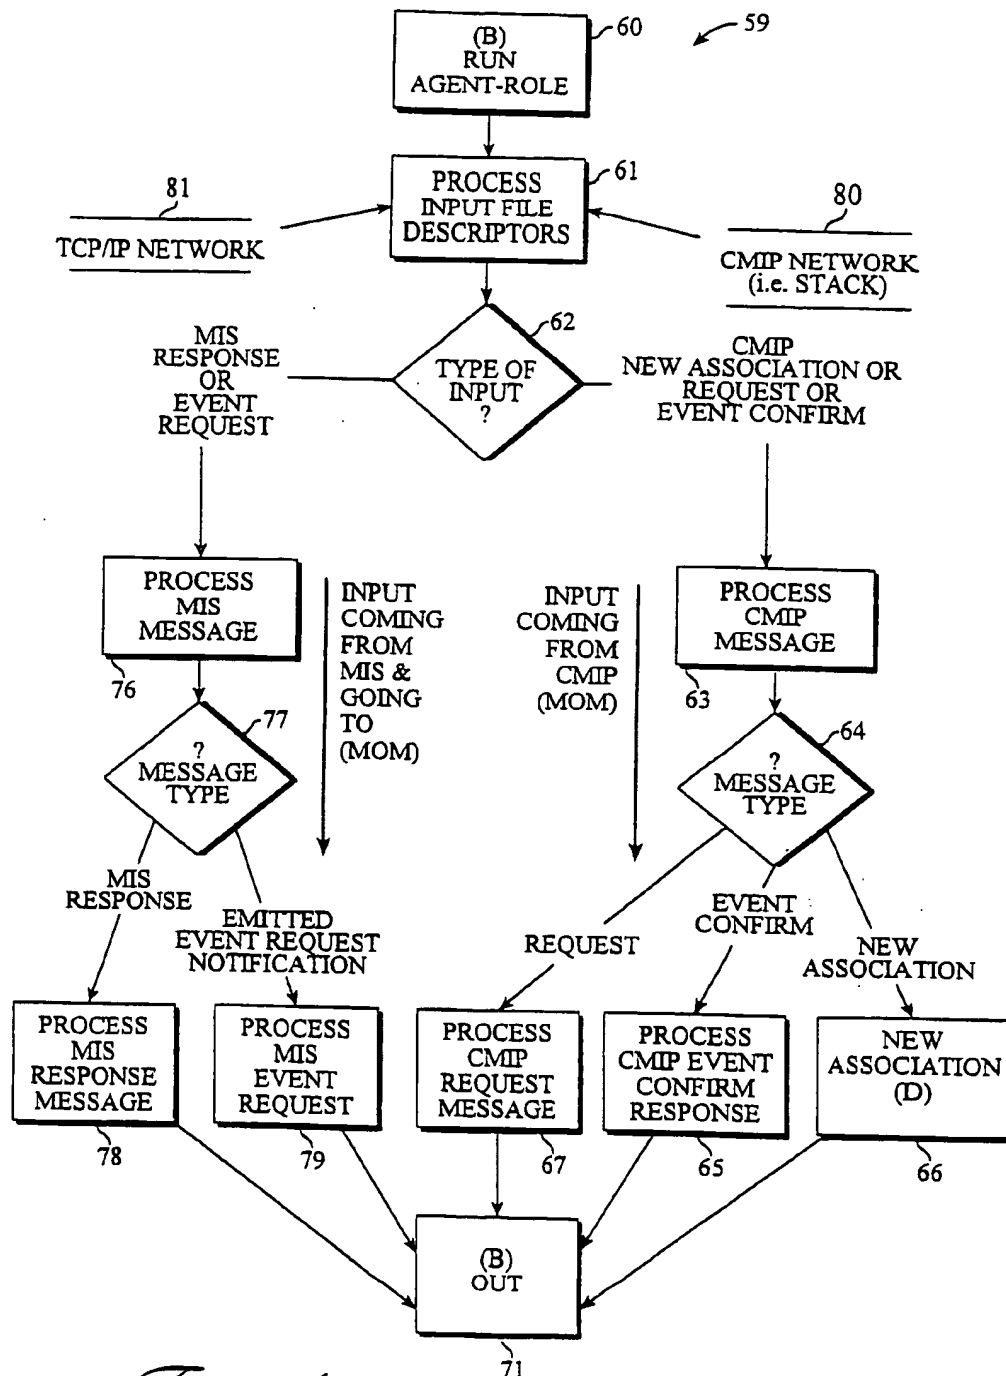 (B)
RUN
AGENT-ROLE
60
59
PROCESS
INPUT FILE
DESCRIPTORS
61
81
TCP/IP NETWORK
80
CMIP NETWORK
(i.e. STACK)
62
TYPE OF
INPUT
?
MIS
RESPONSE
OR
EVENT
REQUEST
CMIP
NEW ASSOCIATION OR
REQUEST OR
EVENT CONFIRM
PROCESS
MIS
MESSAGE
76
INPUT
COMING
FROM
MIS &
GOING
TO
(MOM)
INPUT
COMING
FROM
CMIP
(MOM)
PROCESS
CMIP
MESSAGE
63
77
?
MESSAGE
TYPE
64
?
MESSAGE
TYPE
MIS
RESPONSE
EMITTED
EVENT REQUEST
NOTIFICATION
REQUEST
EVENT
CONFIRM
NEW
ASSOCIATION
PROCESS
MIS
RESPONSE
MESSAGE
78
PROCESS
MIS
EVENT
REQUEST
79
PROCESS
CMIP
REQUEST
MESSAGE
67
PROCESS
CMIP EVENT
CONFIRM
RESPONSE
65
NEW
ASSOCIATION
(D)
66
(B)
OUT
71